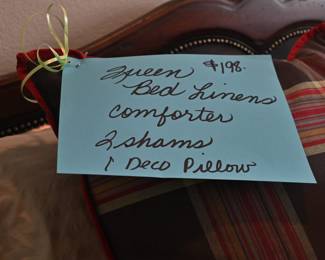 Queen $198.
Bed Linens
comforter
2 shams
1 Deco Pillow